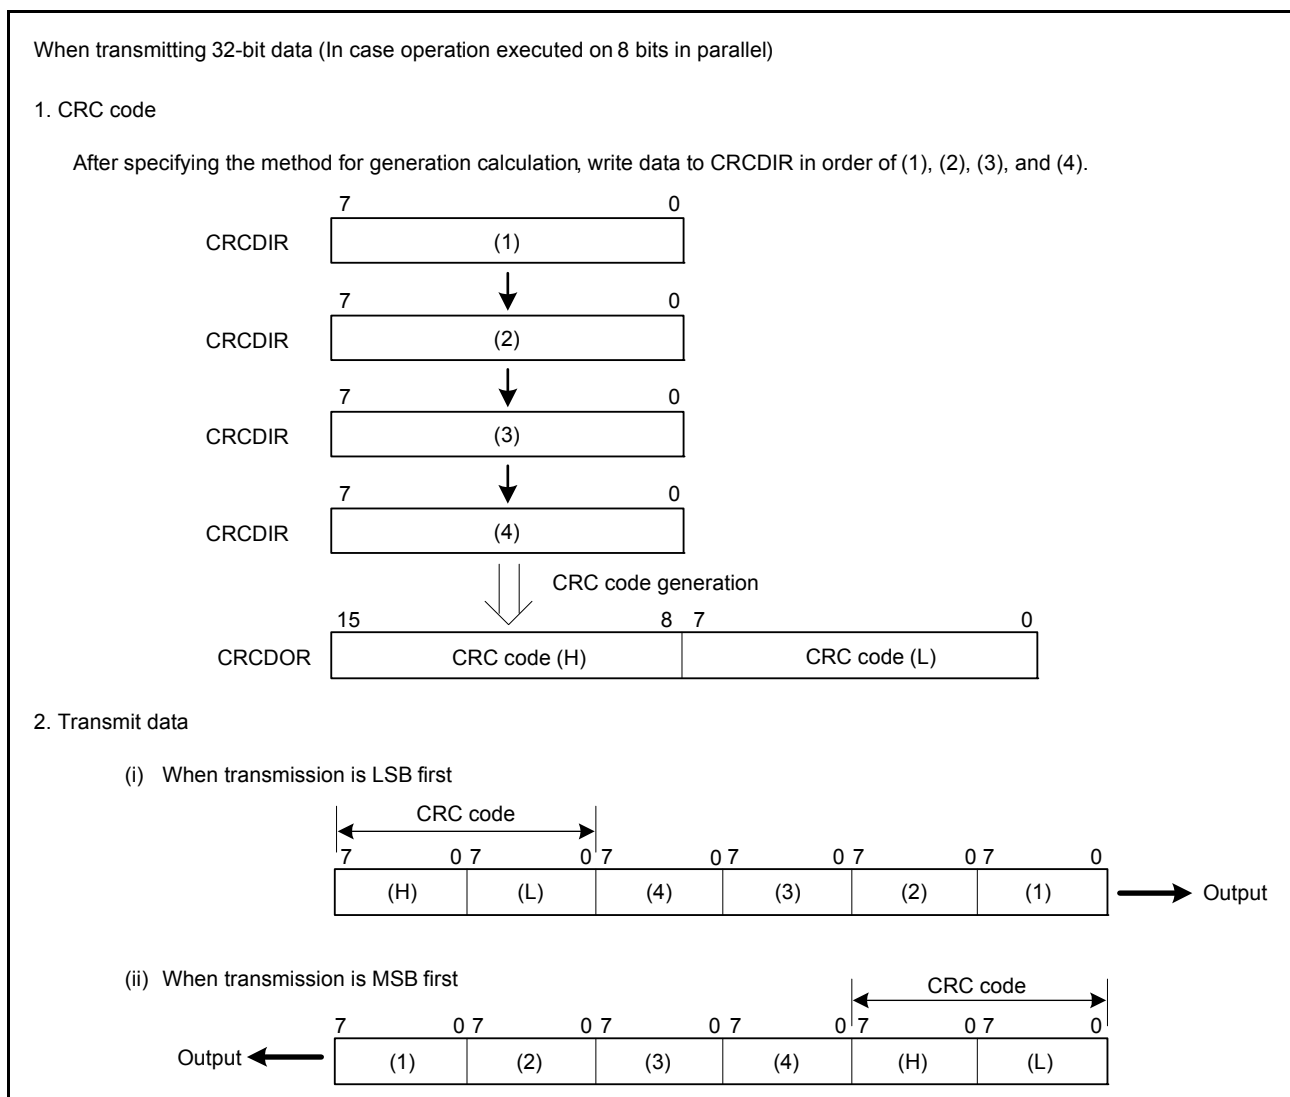 When transmitting 32-bit data (In case operation executed on 8 bits in parallel)
1. CRC code
After specifying the method for generation calculation, write data to CRCDIR in order of (1), (2), (3), and (4).
7 0
CRCDIR (1)
7 0
CRCDIR (2)
7 0
CRCDIR (3)
7 0
CRCDIR (4)
CRC code generation
15 8 7 0
CRCDOR CRC code (H) CRC code (L)
2. Transmit data
(i) When transmission is LSB first
CRC code
7 0 7 0 7 0 7 0 7 0 7 0
(H) (L) (4) (3) (2) (1) Output
(ii) When transmission is MSB first
CRC code
7 0 7 0 7 0 7 0 7 0 7 0
Output (1) (2) (3) (4) (H) (L)